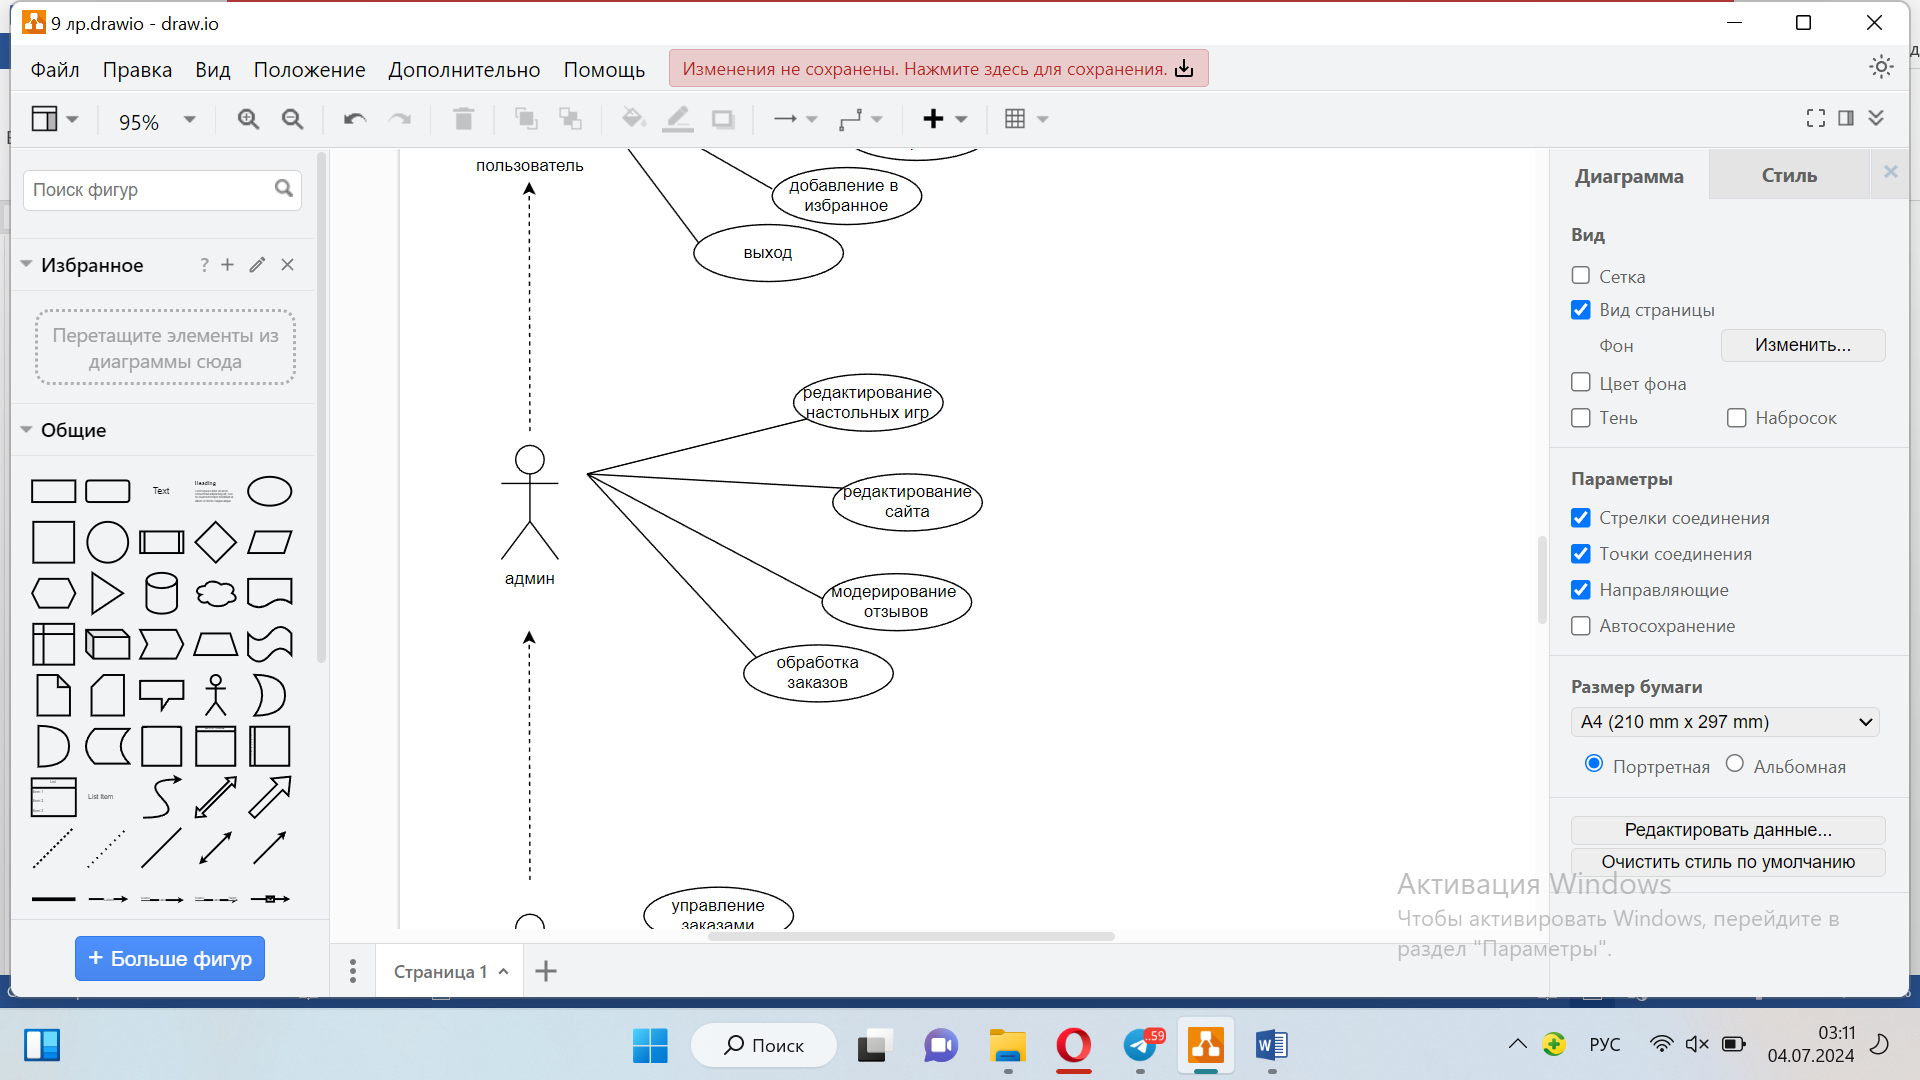 9 лр.drawio - draw.io
Файл Правка Вид Положение Дополнительно Помощь
Изменения не сохранены. Нажмите здесь для сохранения.
95%
Поиск фигур
Избранное
?
Перетащите элементы из
диаграммы сюда
Общие
Text
Heading
List Item
+ Больше фигур
пользователь
добавление в
избранное
выход
редактирование
настольных игр
редактирование
сайта
админ
модерирование
отзывов
обработка
заказов
управление
заказами
Страница 1
Диаграмма
Стиль
Вид
Сетка
Вид страницы
Фон
Изменить...
Цвет фона
Тень
Набросок
Параметры
Стрелки соединения
Точки соединения
Направляющие
Автосохранение
Размер бумаги
A4 (210 mm x 297 mm)
Портретная
Альбомная
Редактировать данные...
Очистить стиль по умолчанию
Активация Windows
Чтобы активировать Windows, перейдите в
раздел "Параметры".
Поиск
..59
РУС
03:11
04.07.2024